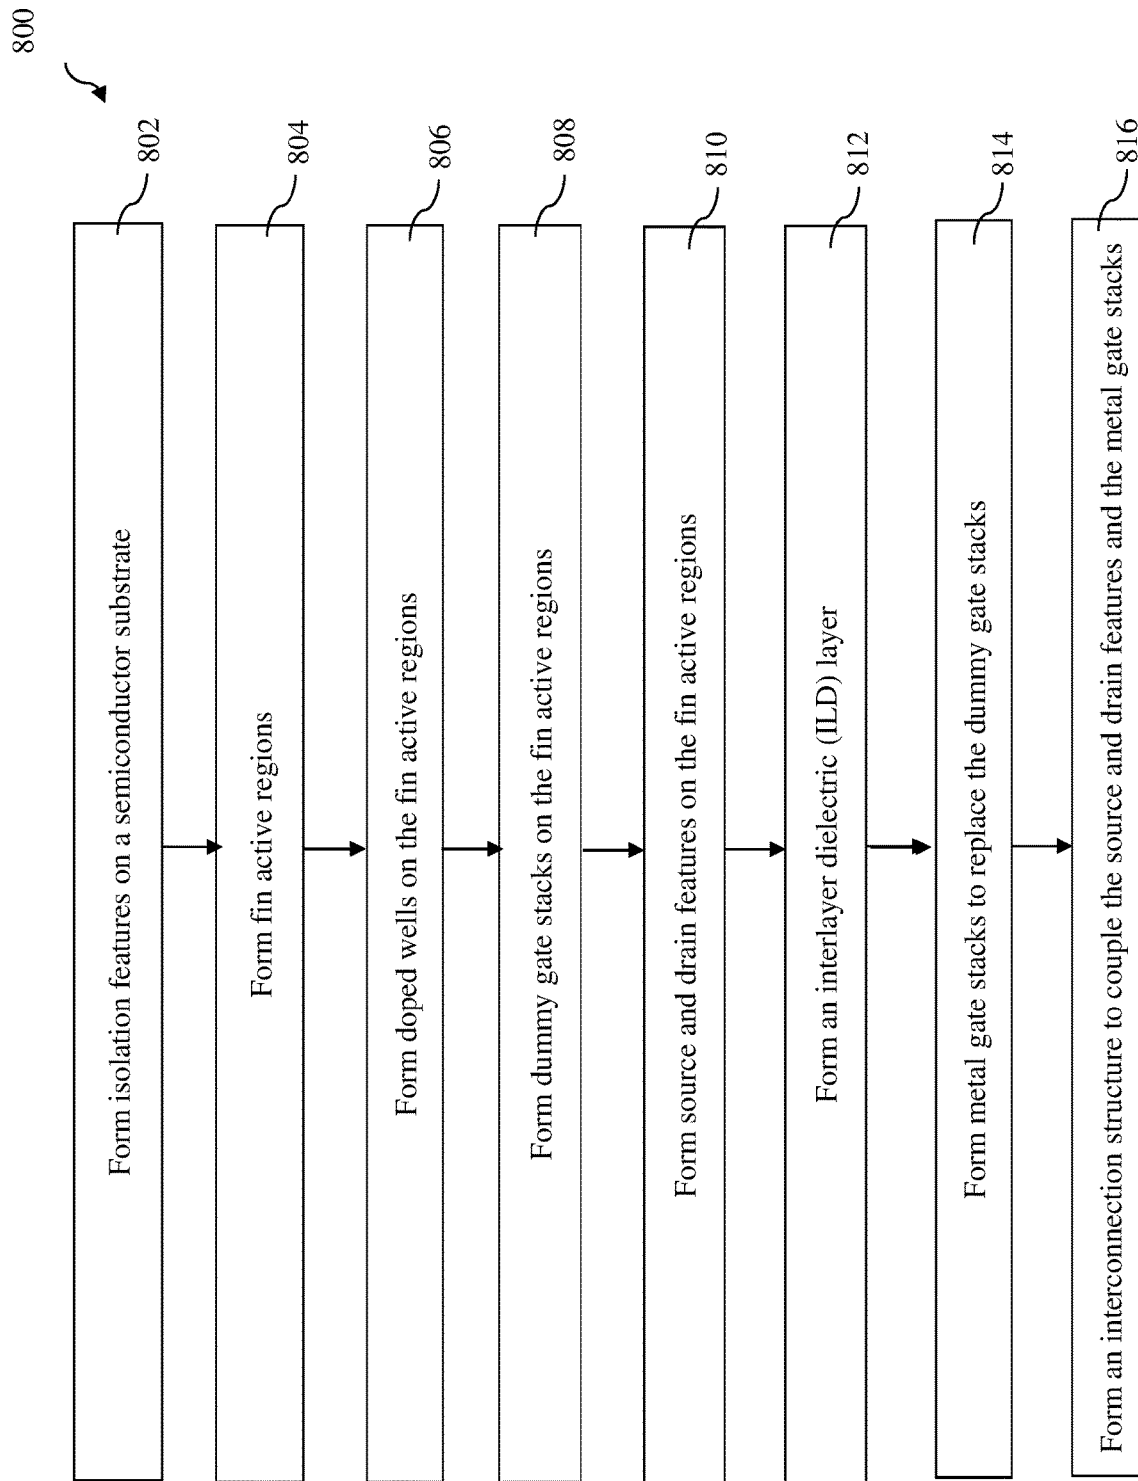 800
Form isolation features on a semiconductor substrate
802
Form fin active regions
804
Form doped wells on the fin active regions
806
Form dummy gate stacks on the fin active regions
808
Form source and drain features on the fin active regions
810
Form an interlayer dielectric (ILD) layer
812
Form metal gate stacks to replace the dummy gate stacks
814
Form an interconnection structure to couple the source and drain features and the metal gate stacks
816